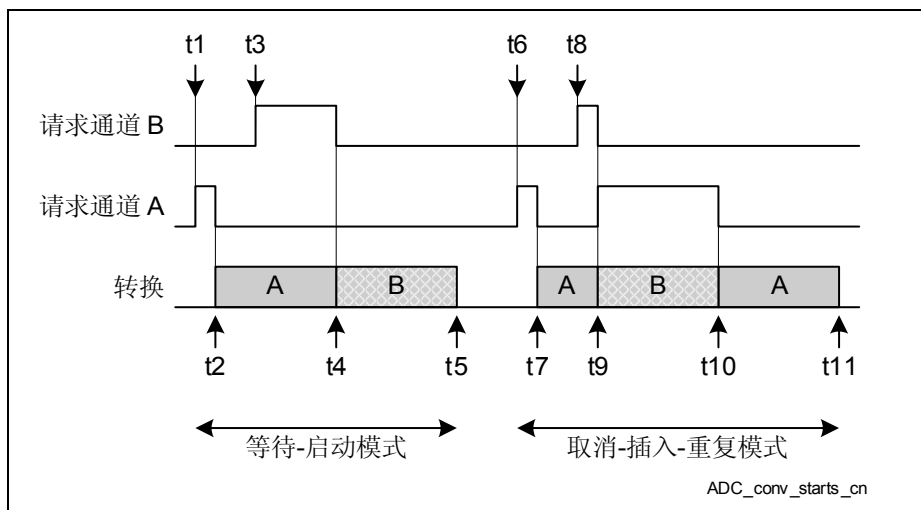 t1 t3 t6 t8
请求通道 B
请求通道 A
转换 A B A B A
t2 t4 t5 t7 t9 t10 t11
等待-启动模式 取消-插入-重复模式
ADC_conv_starts_cn